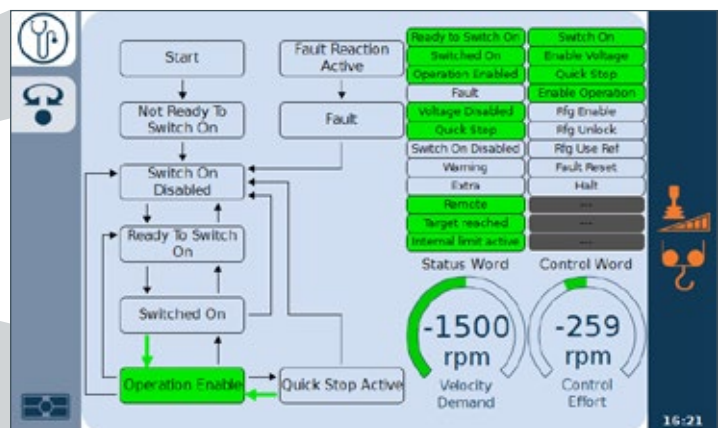 Start
Fault Reaction
Active
Not Ready To
Switch On
Fault
Switch On
Disabled
Ready To Switch
On
Switched On
Operation Enable
Quick Stop Active
Ready to Switch On
Switched On
Operation Enabled
Fault
Voltage Disabled
Quick Stop
Switch On Disabled
Warning
Extra
Remote
Target reached
Internal limit active
Status Word
Switch On
Enable Voltage
Quick Stop
Enable Operation
Rfg Enable
Rfg Unlock
Rfg Use Ref
Fault Reset
Halt
---
---
---
Control Word
-1500
rpm
Velocity
Demand
-259
rpm
Control
Effort
16:21